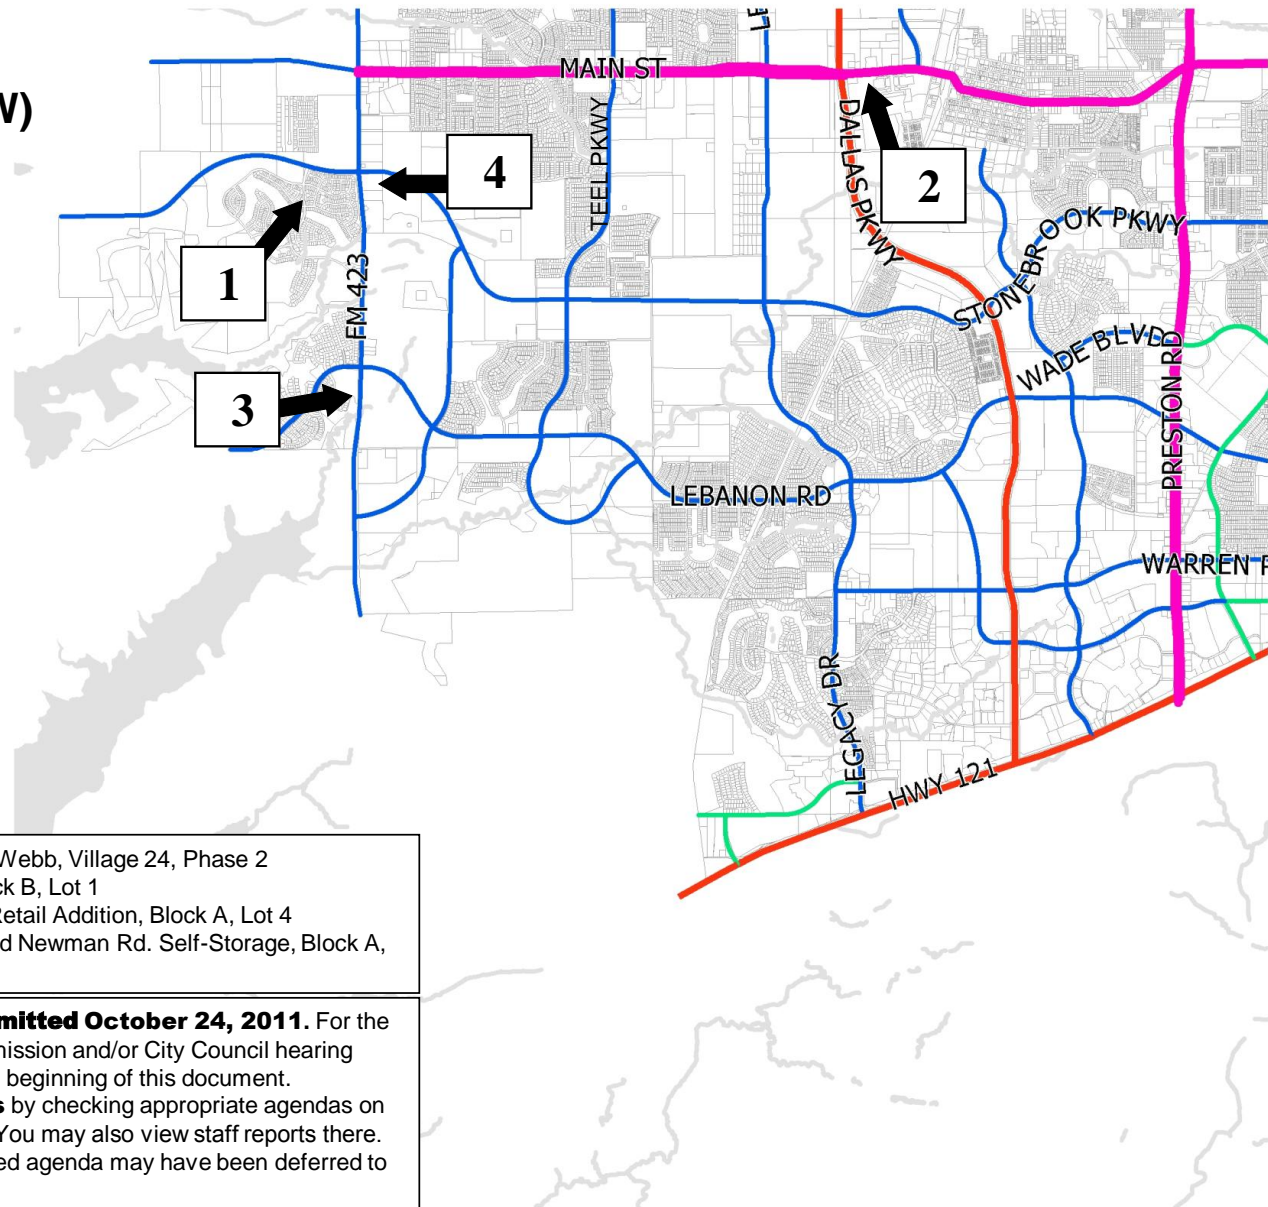 W)
LE
MAIN ST
TEEL PKWY
DALLAS PKWY
4
2
1
FM 423
STONEBROOK PKWY
WADE BLVD
PRESTON RD
3
LEBANON RD
WARREN
LEGACY DR
HWY 121
Webb, Village 24, Phase 2
ck B, Lot 1
Retail Addition, Block A, Lot 4
d Newman Rd. Self-Storage, Block A,
mitted October 24, 2011. For the
mission and/or City Council hearing
beginning of this document.
s by checking appropriate agendas on
You may also view staff reports there.
ed agenda may have been deferred to